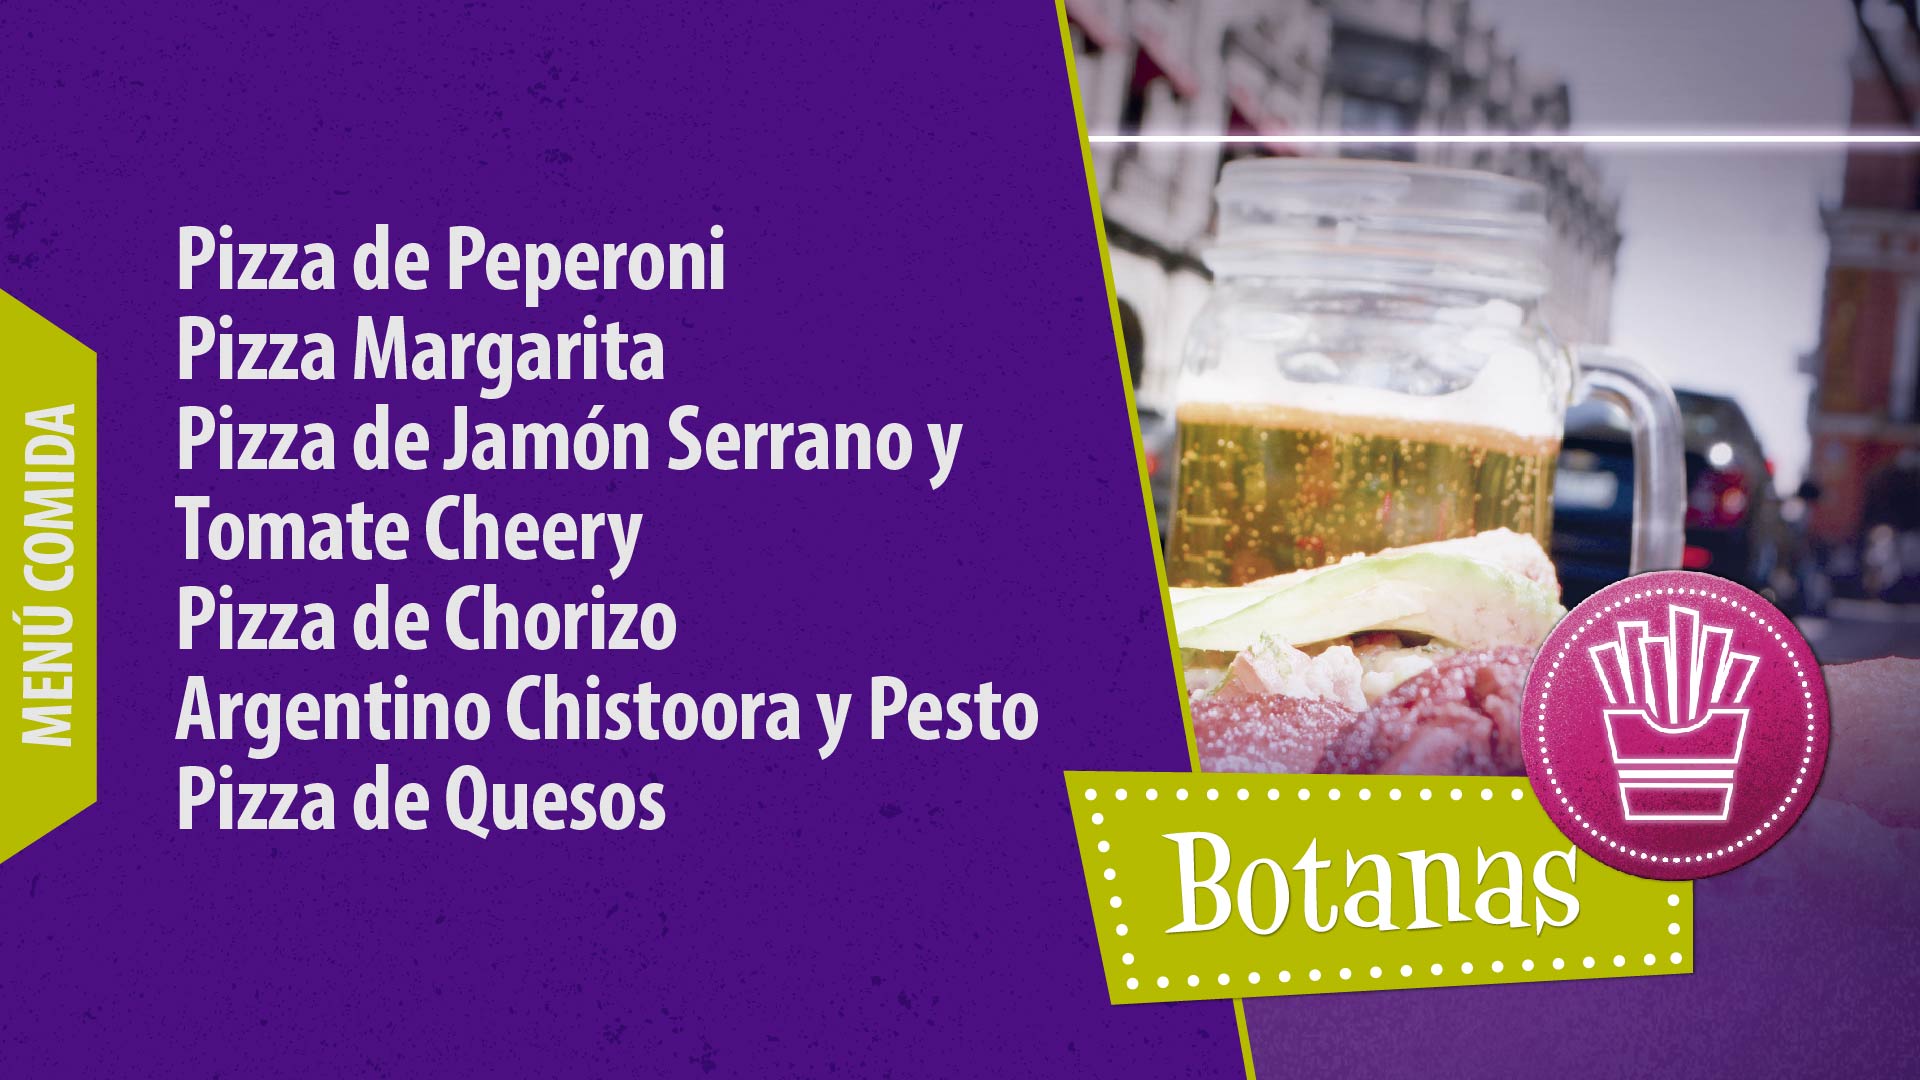 MENÚ COMIDA
Pizza de Peperoni
Pizza Margarita
Pizza de Jamón Serrano y
Tomate Cheery
Pizza de Chorizo
Argentino Chistoora y Pesto
Pizza de Quesos
Botanas